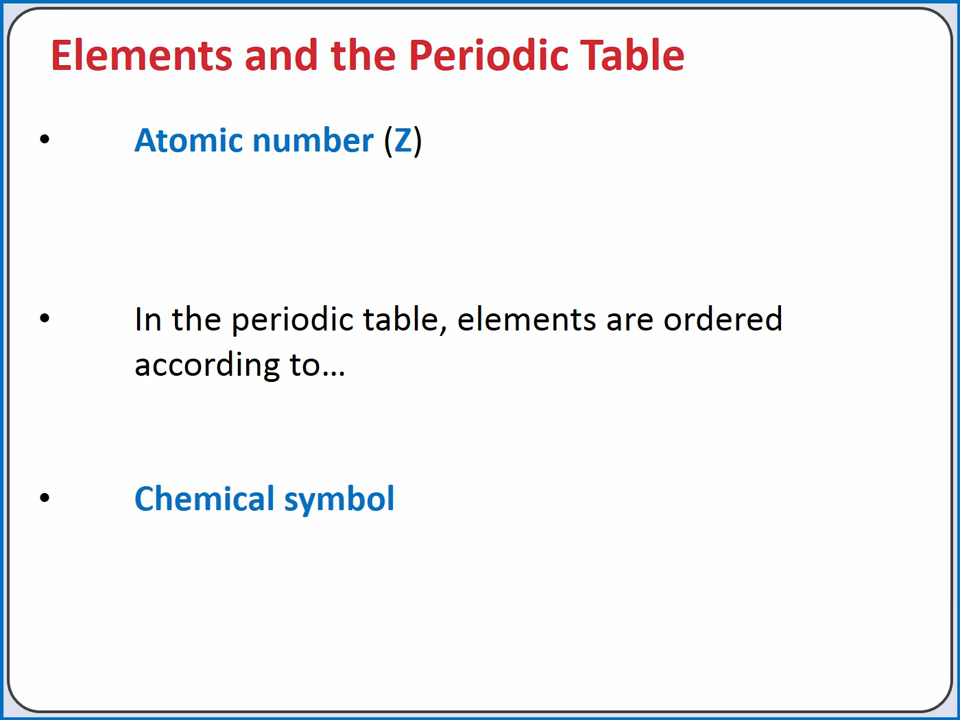 Elements and the Periodic Table
• Atomic number (Z)
• In the periodic table, elements are ordered
according to…
• Chemical symbol